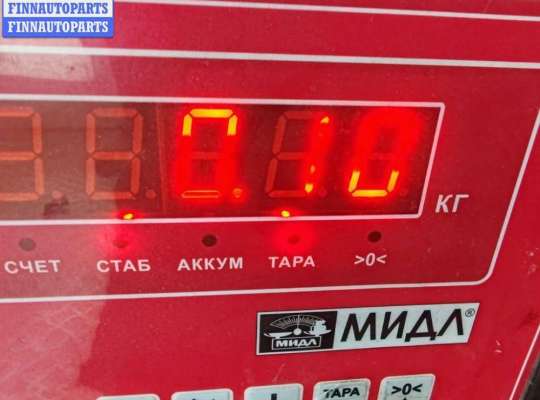 FINNAUTOPARTS
FINNAUTOPARTS
КГ
СЧЕТ СТАБ АККУМ ТАРА >0<
МИДЛ МИДЛ®
ТАРА >0<